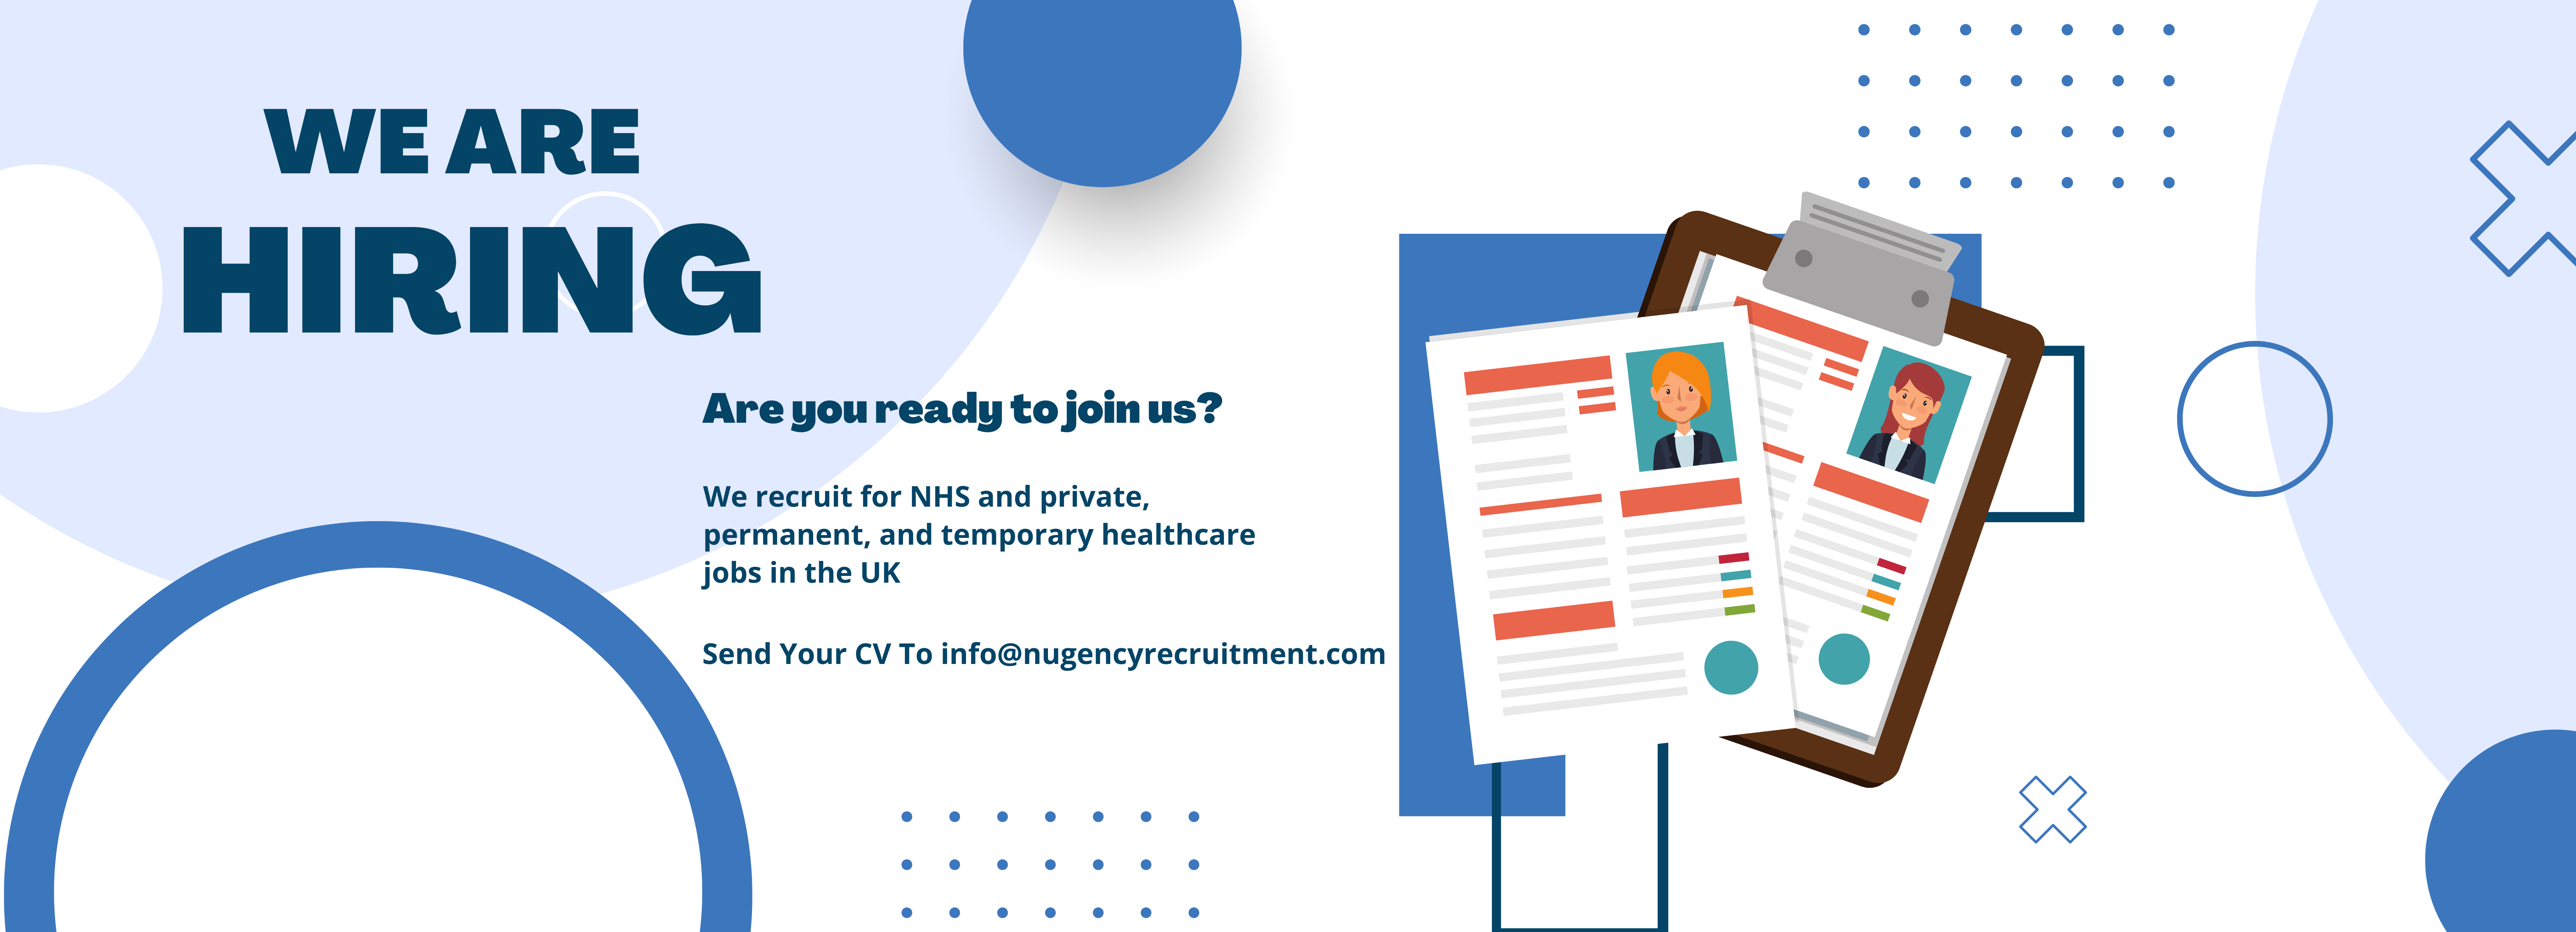 WE ARE
HIRING
Are you ready to join us?
We recruit for NHS and private,
permanent, and temporary healthcare
jobs in the UK
Send Your CV To info@nugencyrecruitment.com